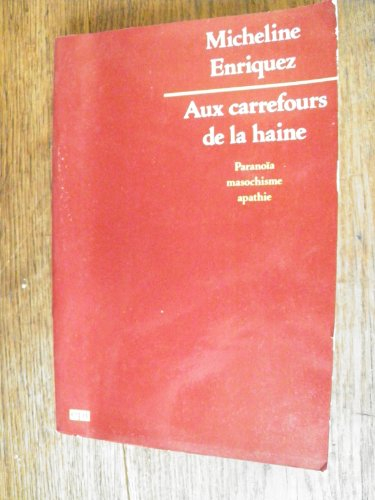 Micheline
Enriquez
Aux carrefours
de la haine
Paranoïa
masochisme
apathie